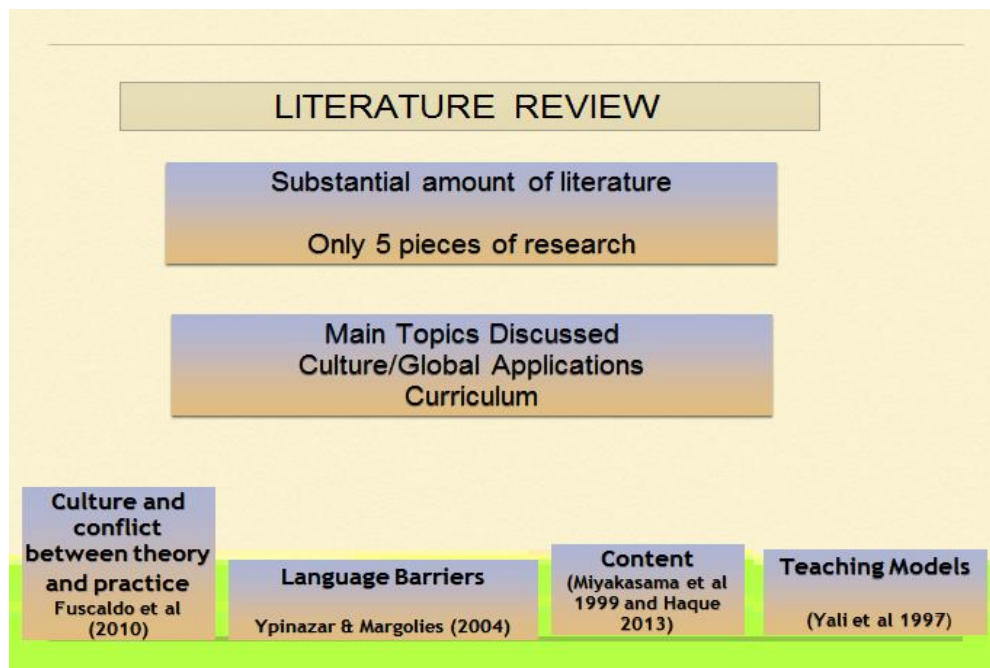 LITERATURE REVIEW
Substantial amount of literature
Only 5 pieces of research
Main Topics Discussed
Culture/Global Applications
Curriculum
Culture and
conflict
between theory
and practice
Fuscaldo et al
(2010)
Language Barriers
Ypinazar & Margolies (2004)
Content
(Miyakasama et al
1999 and Haque
2013)
Teaching Models
(Yali et al 1997)